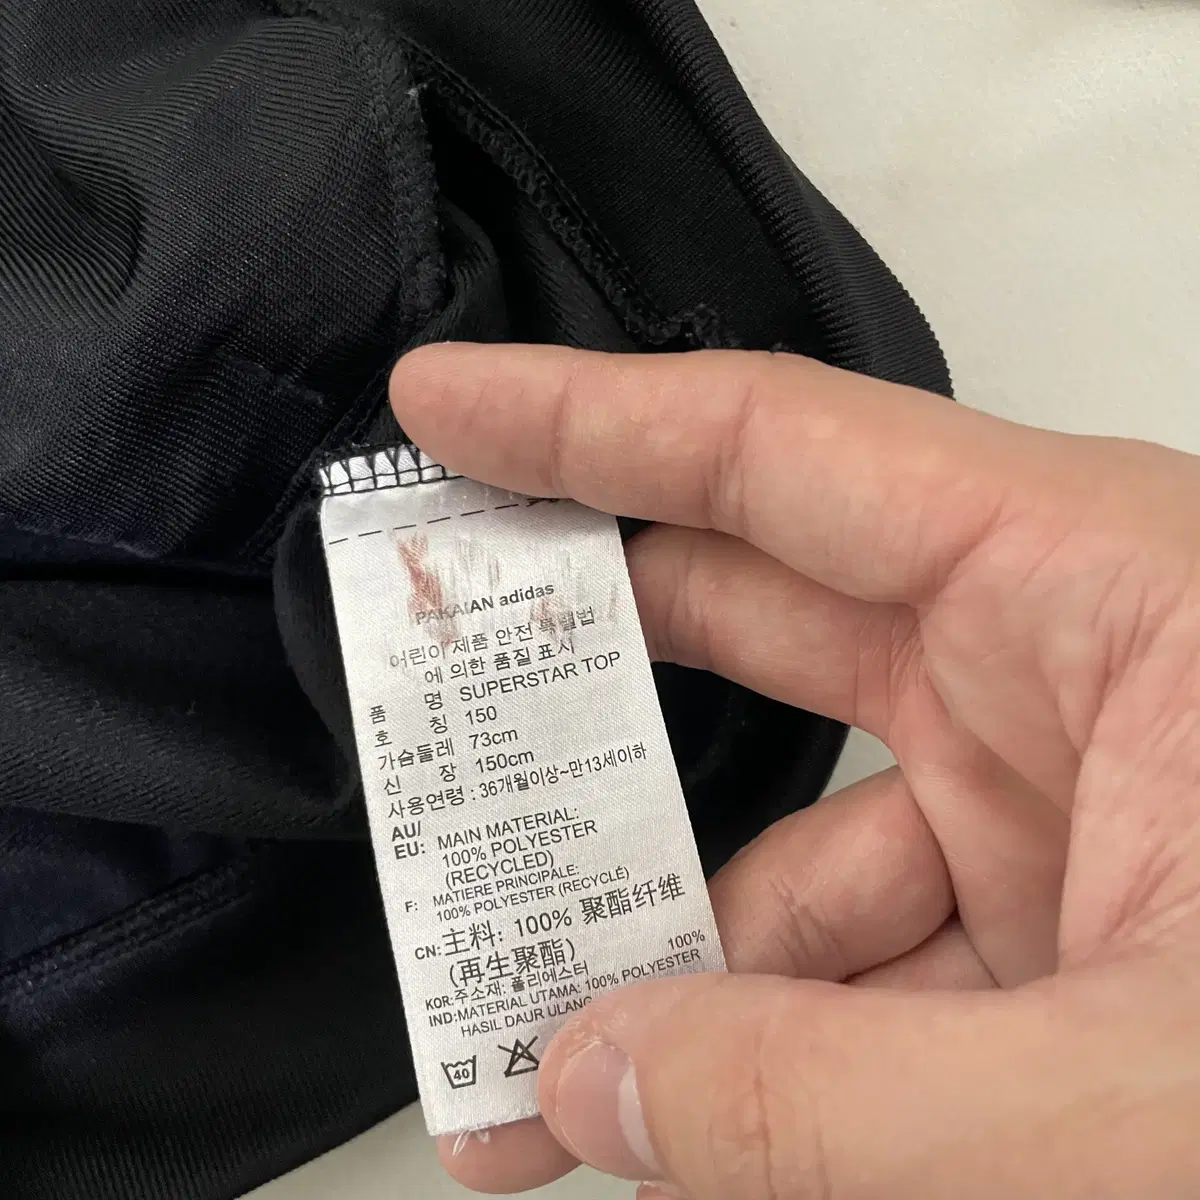 PAKAIAN adidas
어린이 제품 안전 특별법
에 의한 품질 표시
품 명 SUPERSTAR TOP
호 칭 150
가슴둘레 73cm
신 장 150cm
사용연령 : 36개월이상~만13세이하
AU/
EU: MAIN MATERIAL:
100% POLYESTER
(RECYCLED)
F: MATIERE PRINCIPALE:
100% POLYESTER (RECYCLÉ)
CN: 主料: 100% 聚酯纤维
(再生聚酯)
KOR: 주소재: 폴리에스터 100%
IND: MATERIAL UTAMA: 100% POLYESTER
HASIL DAUR ULANG
40